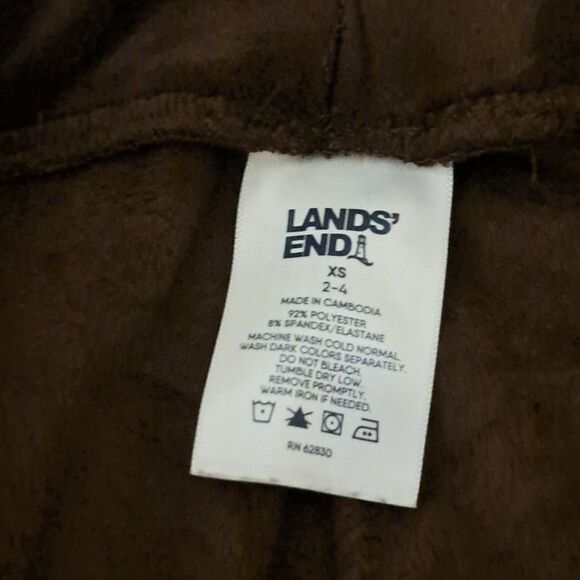 LANDS'
END
XS
2-4
MADE IN CAMBODIA
92% POLYESTER
8% SPANDEX/ELASTANE
MACHINE WASH COLD NORMAL.
WASH DARK COLORS SEPARATELY.
DO NOT BLEACH.
TUMBLE DRY LOW.
REMOVE PROMPTLY.
WARM IRON IF NEEDED.
RN 62830